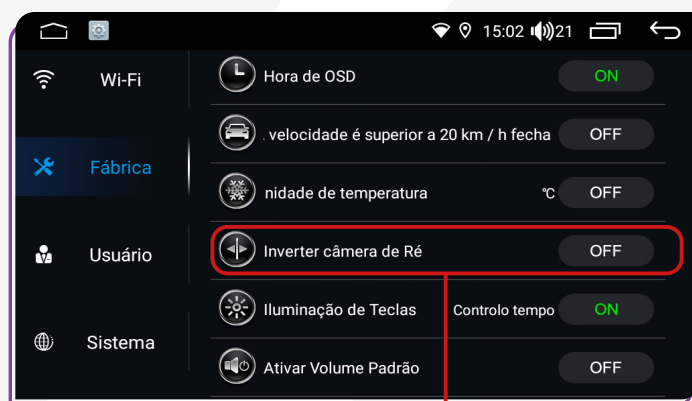 15:02 21
Wi-Fi
Hora de OSD ON
. velocidade é superior a 20 km / h fecha OFF
Fábrica
nidade de temperatura °C OFF
Usuário
Inverter câmera de Ré OFF
Iluminação de Teclas Controlo tempo ON
Sistema
Ativar Volume Padrão OFF